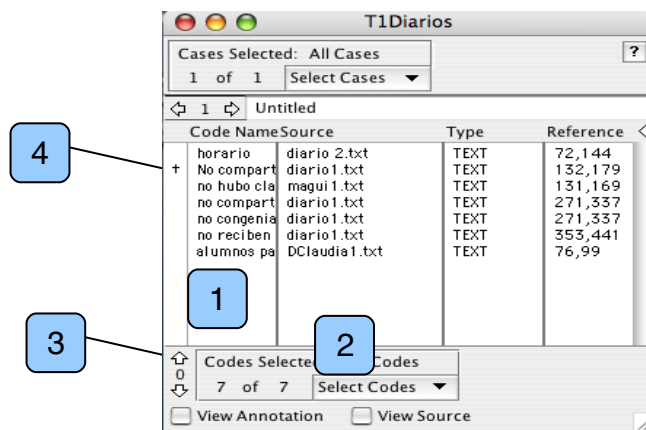 T1Diarios
Cases Selected: All Cases
?
1 of 1 Select Cases
1 Untitled
Code Name Source Type Reference
horario diario 2.txt TEXT 72,144
4
† No compart diario1.txt TEXT 132,179
no hubo cla magui1.txt TEXT 131,169
no compart diario1.txt TEXT 271,337
no congenia diario1.txt TEXT 271,337
no reciben diario1.txt TEXT 353,441
alumnos pa DClaudia1.txt TEXT 76,99
1
3
2
Codes Selected Codes
0
7 of 7 Select Codes
View Annotation View Source